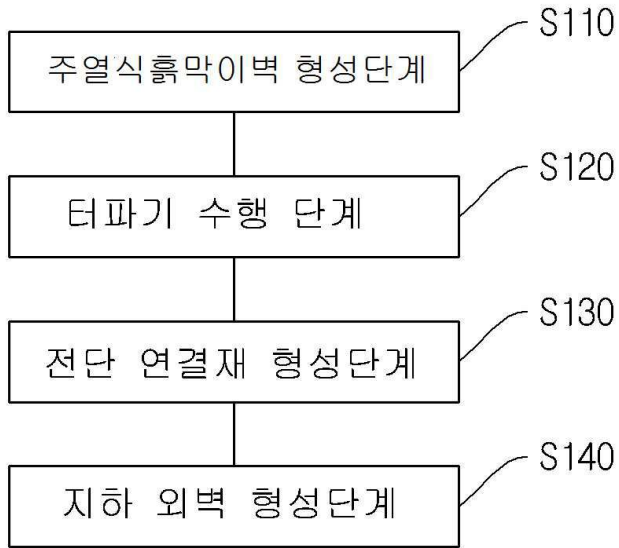 S110
주열식흙막이벽 형성단계
S120
터파기 수행 단계
S130
전단 연결재 형성단계
S140
지하 외벽 형성단계